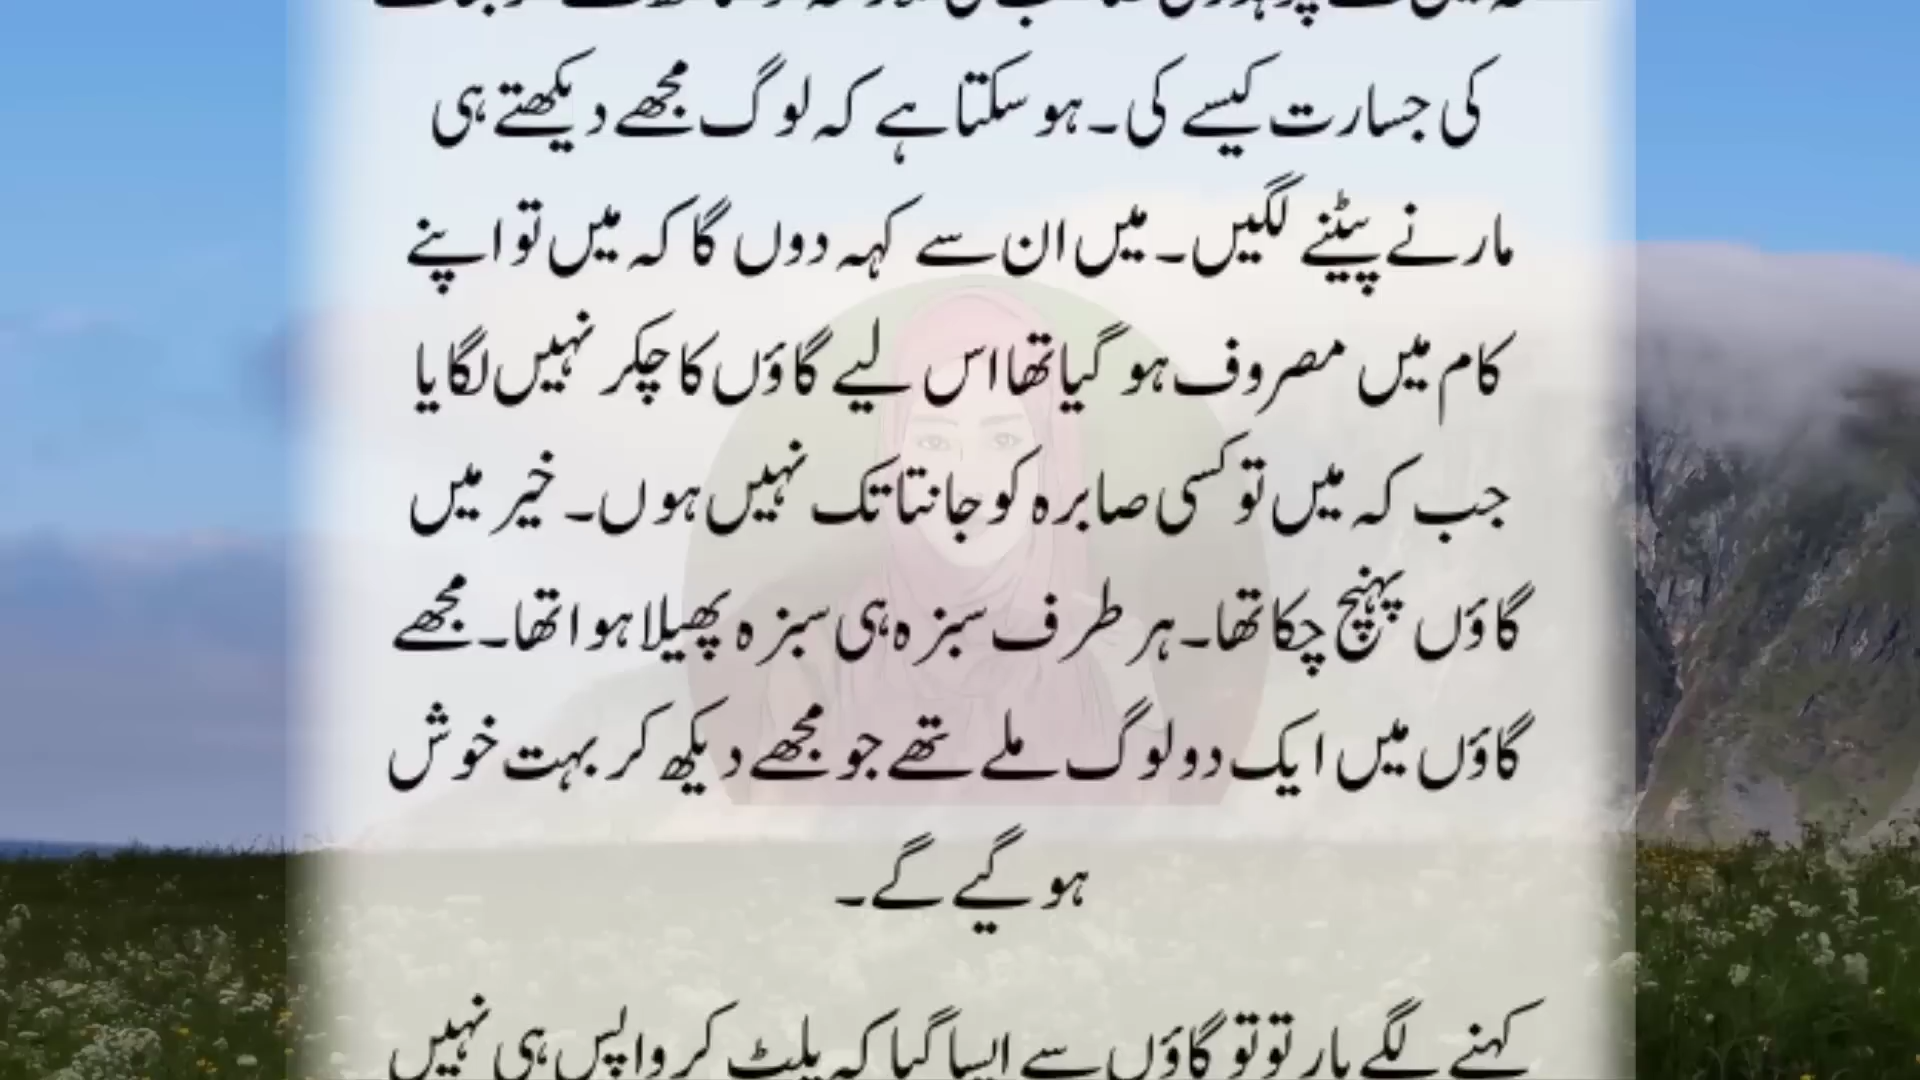 کی جسارت کیسے کی۔ ہو سکتا ہے کہ لوگ مجھے دیکھتے ہی
مارنے پیٹنے لگیں۔ میں ان سے کہہ دوں گا کہ میں تو اپنے
کام میں مصروف ہو گیا تھا اس لیے گاؤں کا چکر نہیں لگایا
جب کہ میں تو کسی صابرہ کو جانتا تک نہیں ہوں۔ خیر میں
گاؤں پہنچ چکا تھا۔ ہر طرف سبزہ ہی سبزہ پھیلا ہوا تھا۔ مجھے
گاؤں میں ایک دو لوگ ملے تھے جو مجھے دیکھ کر بہت خوش
ہو گیے گے۔
کہنے لگے یار تو تو گاؤں سے ایسا گیا کہ پلٹ کر واپس ہی نہیں